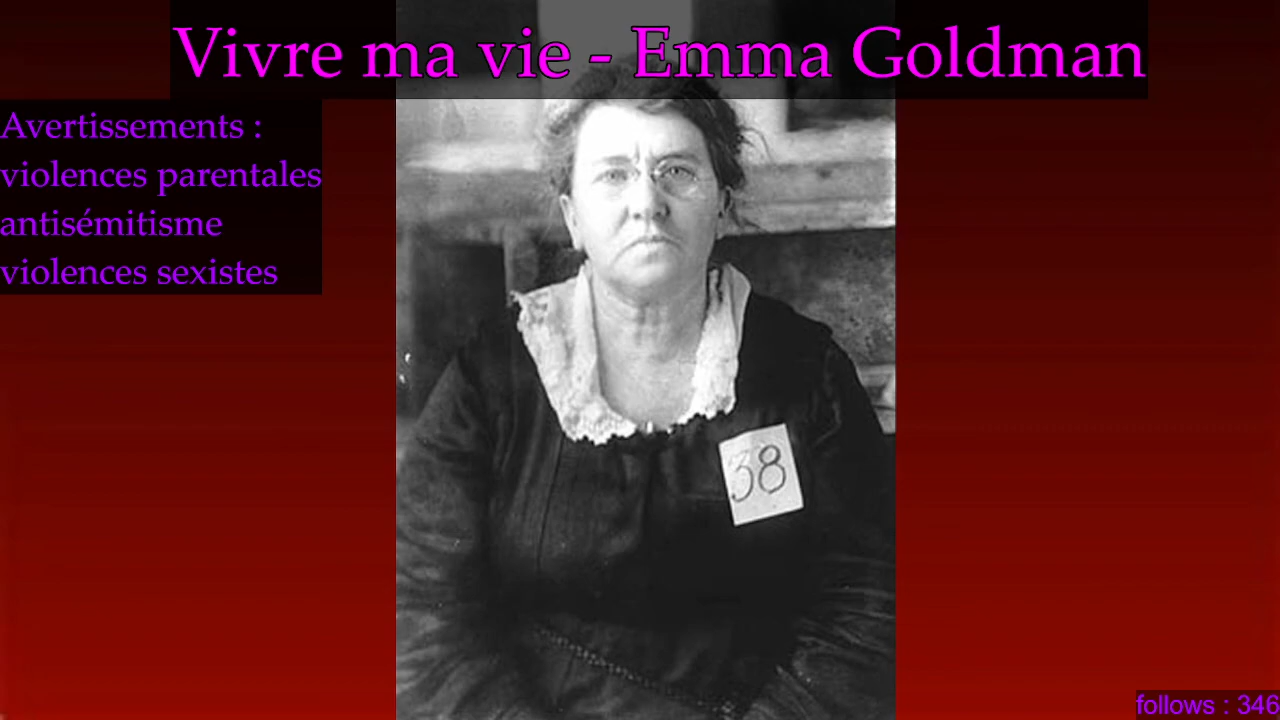 Vivre ma vie - Emma Goldman
Avertissements :
violences parentales
antisémitisme
violences sexistes
38
follows : 346